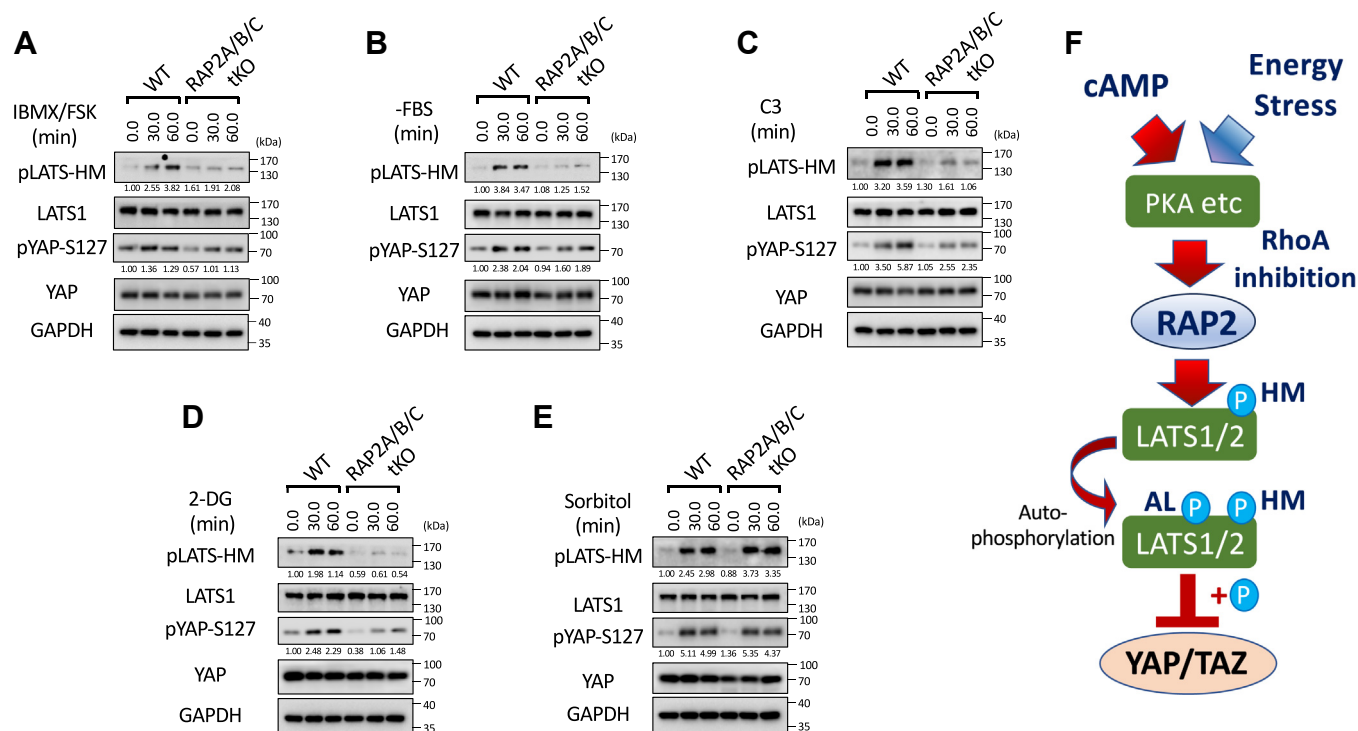 A
WT
RAP2A/B/C
tKO
IBMX/FSK
(min)
0.0
30.0
60.0
0.0
30.0
60.0
(kDa)
pLATS-HM
170
130
1.00 2.55 3.82 1.61 1.91 2.08
LATS1
170
130
pYAP-S127
100
70
1.00 1.36 1.29 0.57 1.01 1.13
YAP
100
70
GAPDH
40
35
B
WT
RAP2A/B/C
tKO
-FBS
(min)
0.0
30.0
60.0
0.0
30.0
60.0
(kDa)
pLATS-HM
170
130
1.00 3.84 3.47 1.08 1.25 1.52
LATS1
170
130
pYAP-S127
100
70
1.00 2.38 2.04 0.94 1.60 1.89
YAP
100
70
GAPDH
40
35
C
WT
RAP2A/B/C
tKO
C3
(min)
0.0
30.0
60.0
0.0
30.0
60.0
(kDa)
pLATS-HM
170
130
1.00 3.20 3.59 1.30 1.61 1.06
LATS1
170
130
pYAP-S127
100
70
1.00 3.50 5.87 1.05 2.55 2.35
YAP
100
70
GAPDH
40
35
D
WT
RAP2A/B/C
tKO
2-DG
(min)
0.0
30.0
60.0
0.0
30.0
60.0
(kDa)
pLATS-HM
170
130
1.00 1.98 1.14 0.59 0.61 0.54
LATS1
170
130
pYAP-S127
100
70
1.00 2.48 2.29 0.38 1.06 1.48
YAP
100
70
GAPDH
40
35
E
WT
RAP2A/B/C
tKO
Sorbitol
(min)
0.0
30.0
60.0
0.0
30.0
60.0
(kDa)
pLATS-HM
170
130
1.00 2.45 2.98 0.88 3.73 3.35
LATS1
170
130
pYAP-S127
100
70
1.00 5.11 4.99 1.36 5.35 4.37
YAP
100
70
GAPDH
40
35
F
cAMP
Energy
Stress
PKA etc
RhoA
inhibition
RAP2
P
HM
LATS1/2
AL
P
P
HM
Auto-
phosphorylation
LATS1/2
+
P
YAP/TAZ